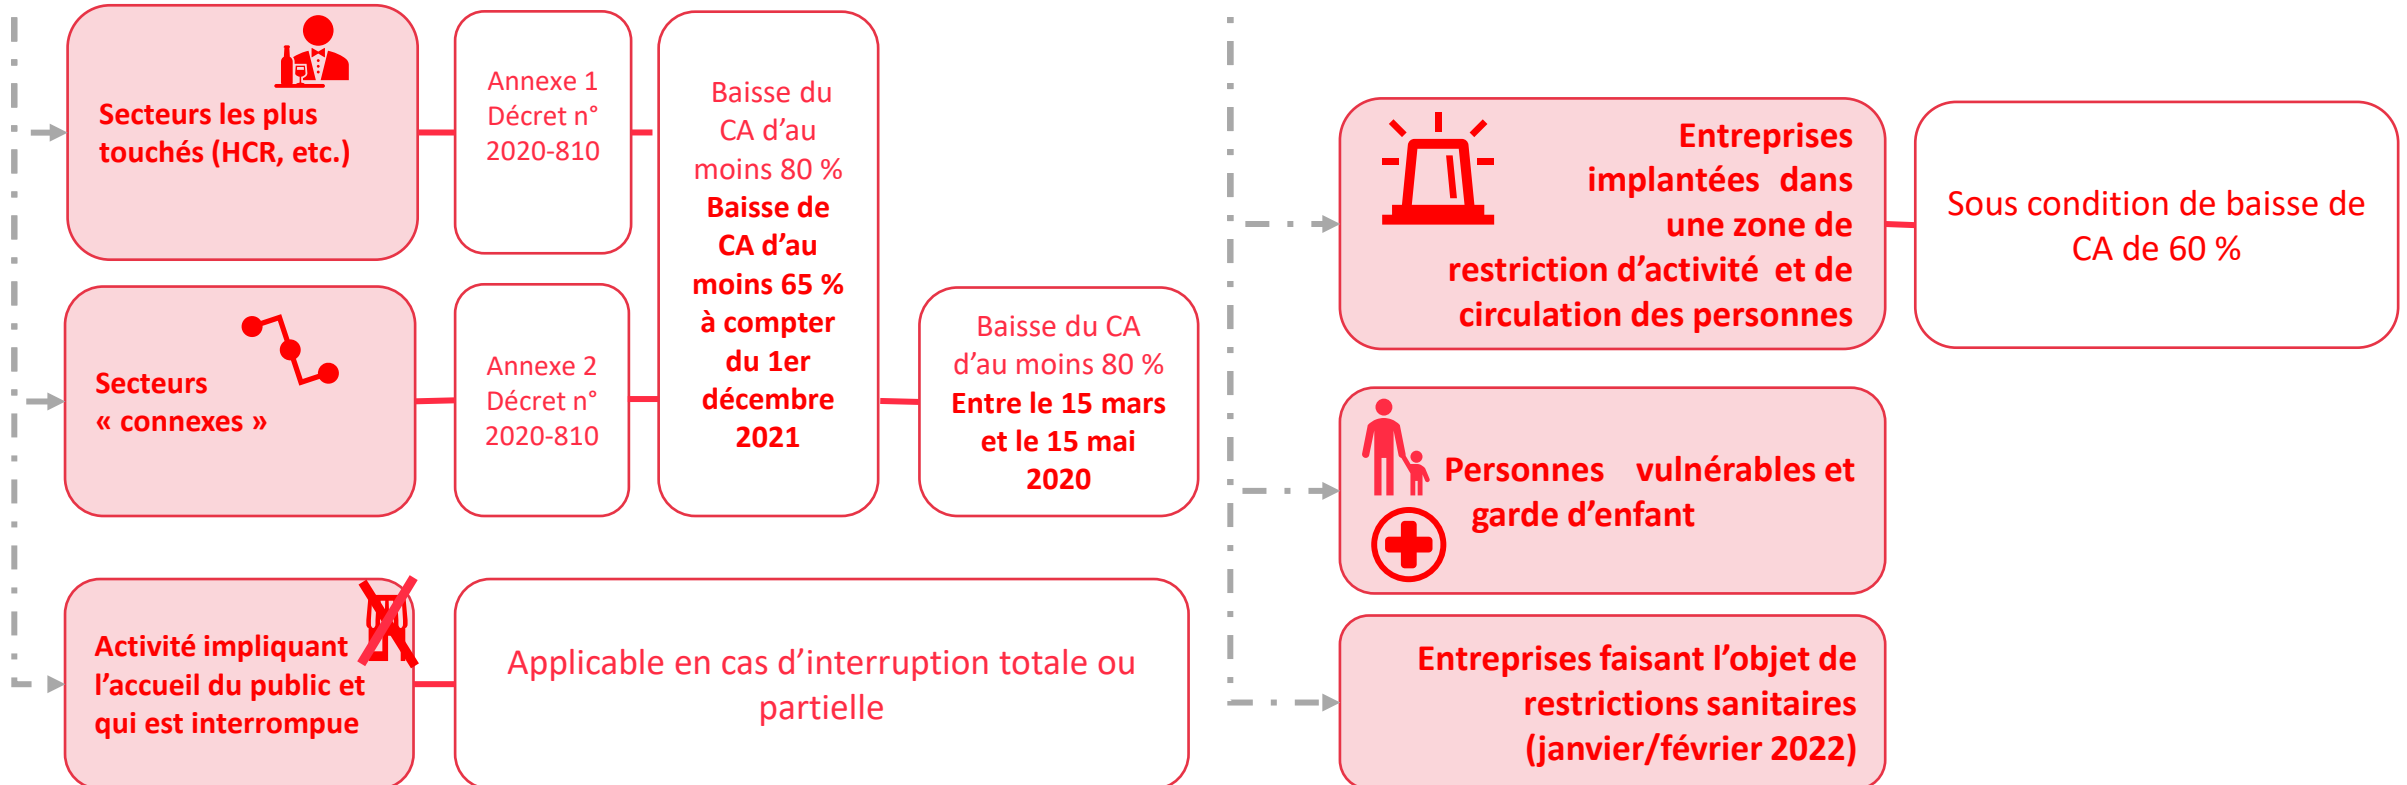 Secteurs les plus
touchés (HCR, etc.)
Annexe 1
Décret n°
2020-810
Baisse du
CA d’au
moins 80 %
Baisse de
CA d’au
moins 65 %
à compter
du 1er
décembre
2021
Secteurs
« connexes »
Annexe 2
Décret n°
2020-810
Baisse du CA
d’au moins 80 %
Entre le 15 mars
et le 15 mai
2020
Activité impliquant
l’accueil du public et
qui est interrompue
Applicable en cas d’interruption totale ou
partielle
Entreprises
implantées dans
une zone de
restriction d’activité et de
circulation des personnes
Sous condition de baisse de
CA de 60 %
Personnes vulnérables et
garde d’enfant
Entreprises faisant l’objet de
restrictions sanitaires
(janvier/février 2022)